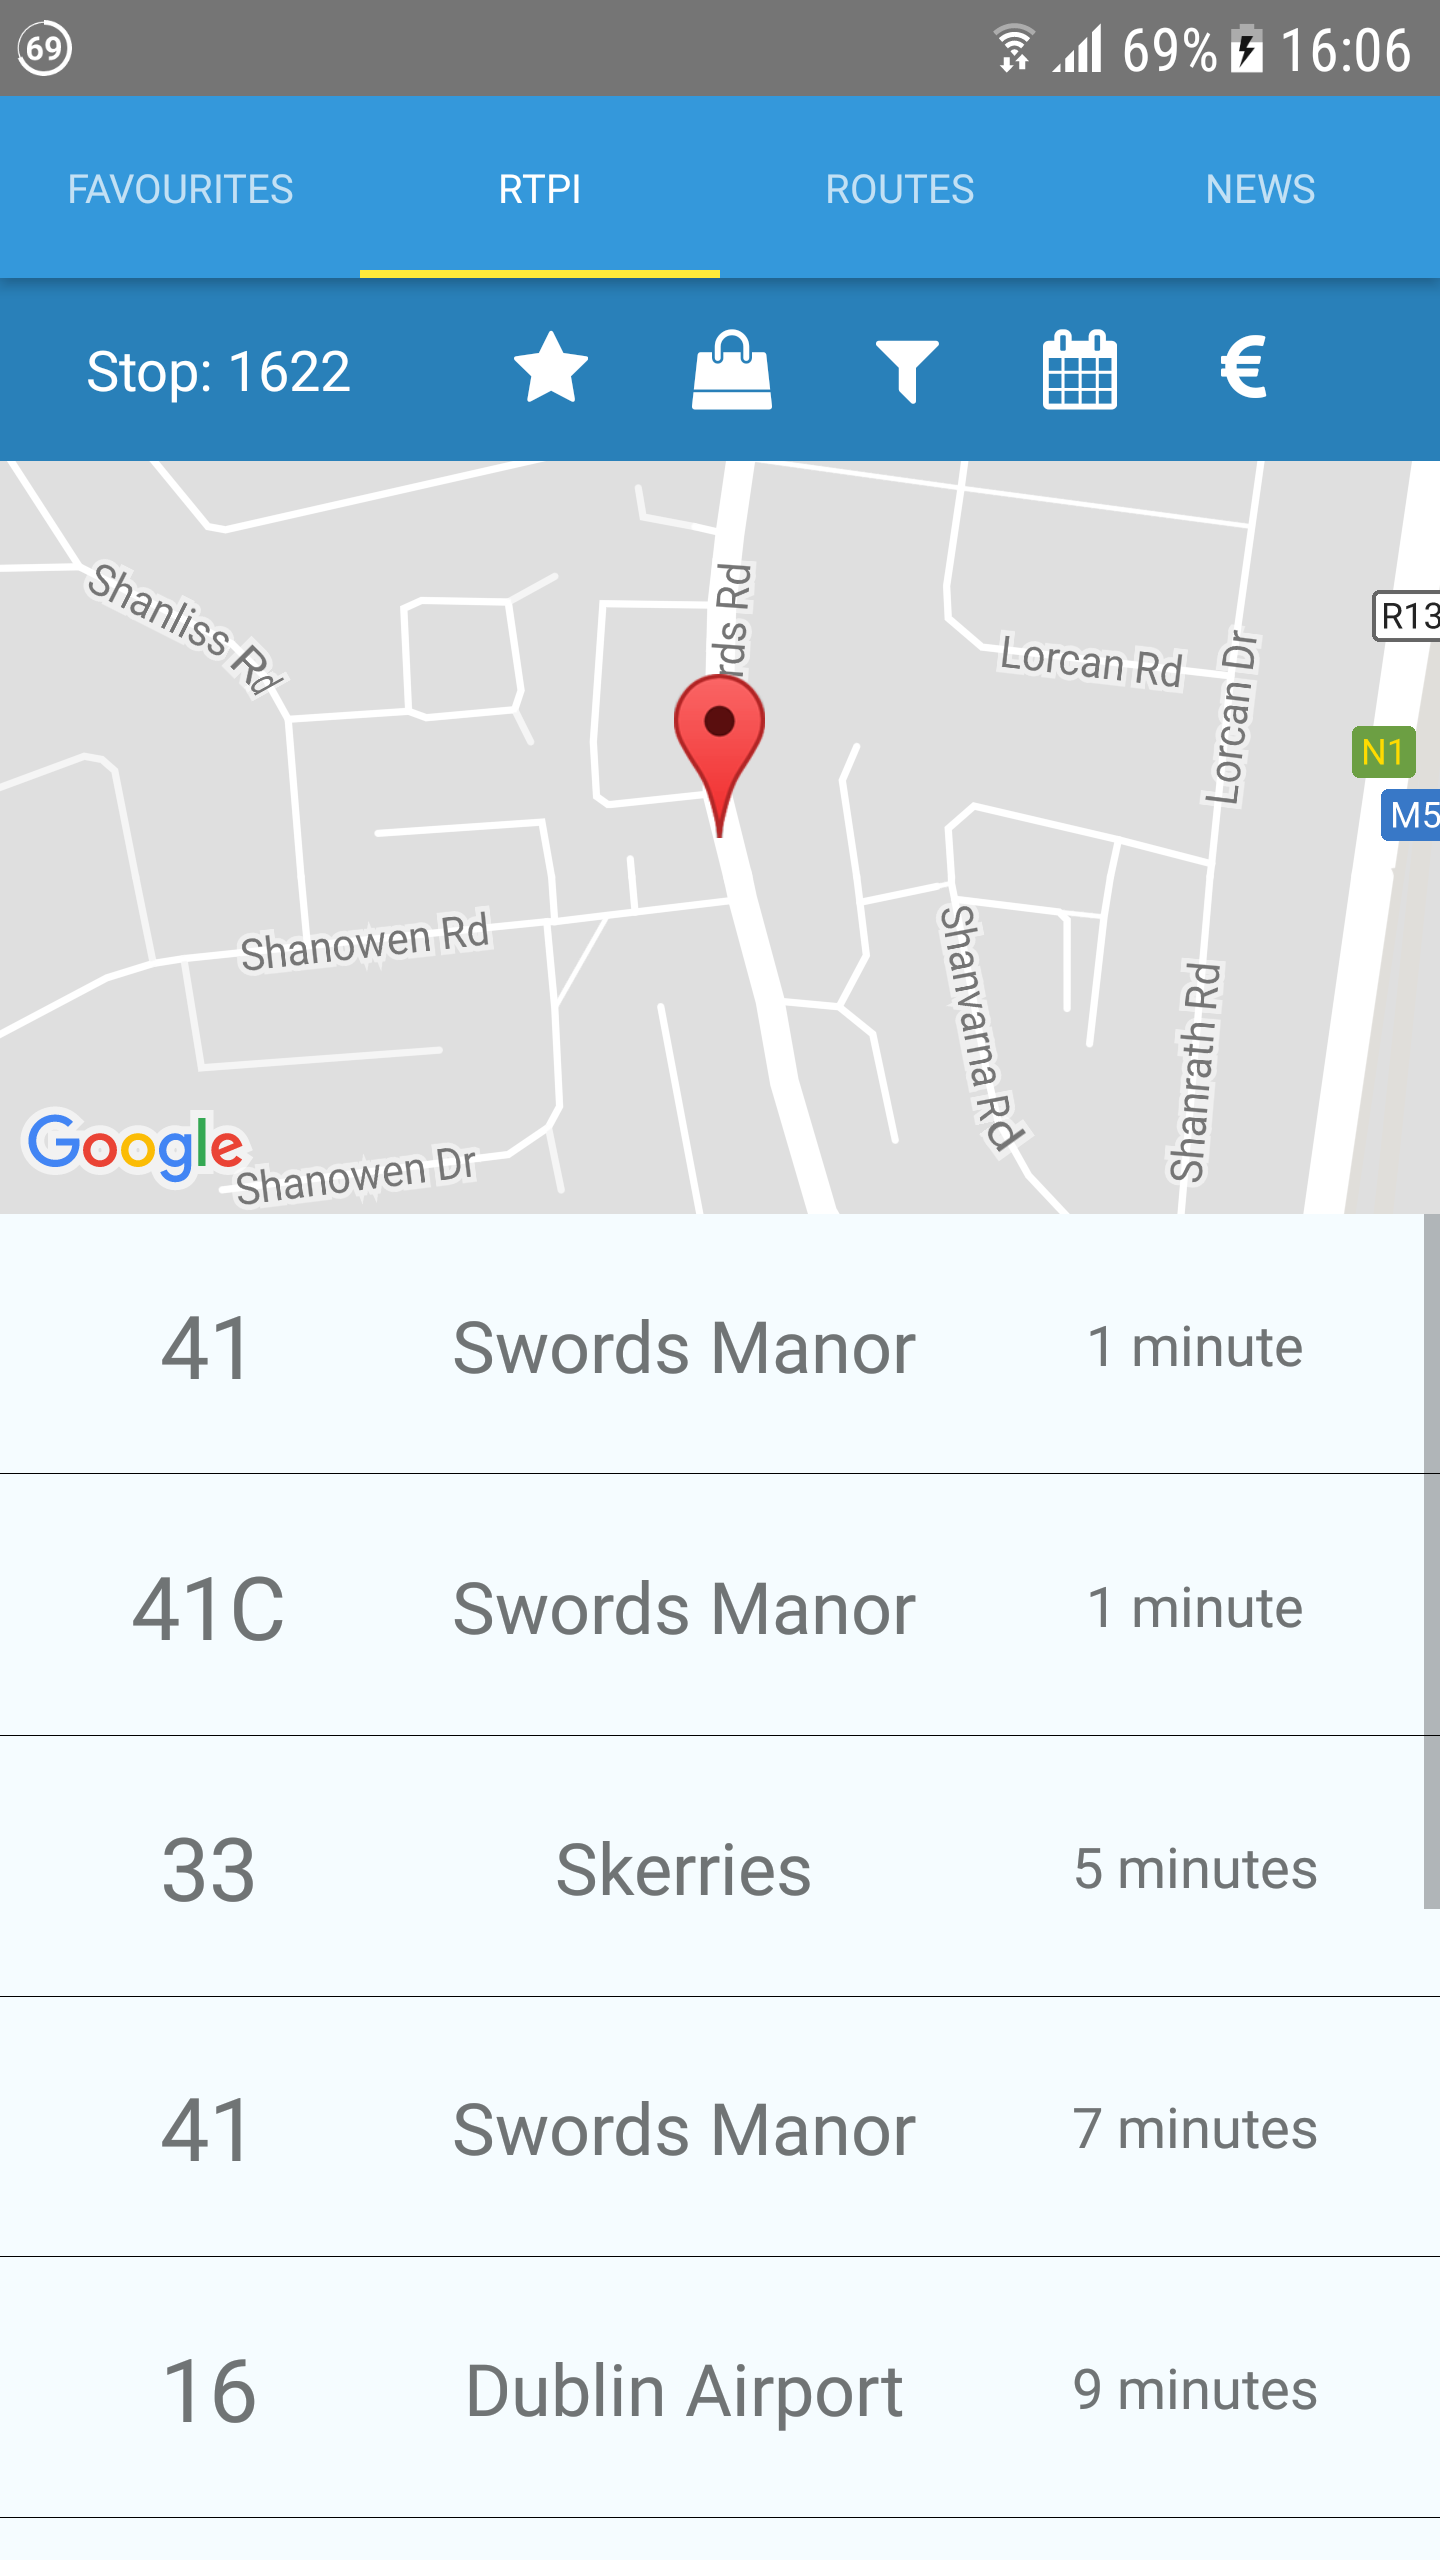 69
69% 16:06
FAVOURITES RTPI ROUTES NEWS
Stop: 1622 €
Shanliss Rd
rds Rd
Lorcan Rd
Lorcan Dr
R13
N1
M5
Shanowen Rd
Shanvarna Rd
Shanrath Rd
Google
Shanowen Dr
41 Swords Manor 1 minute
41C Swords Manor 1 minute
33 Skerries 5 minutes
41 Swords Manor 7 minutes
16 Dublin Airport 9 minutes